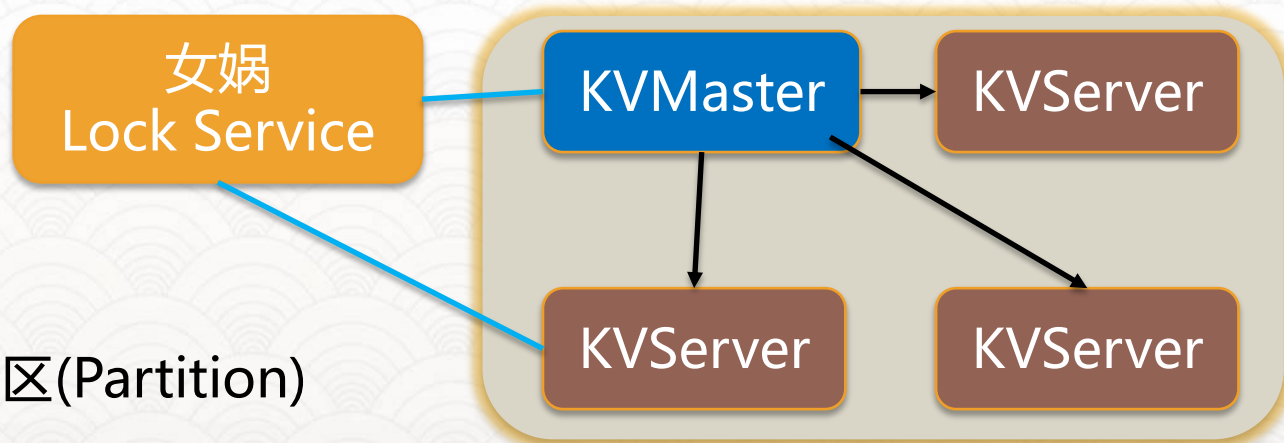 女娲
Lock Service
KVMaster
KVServer
KVServer
KVServer
区(Partition)